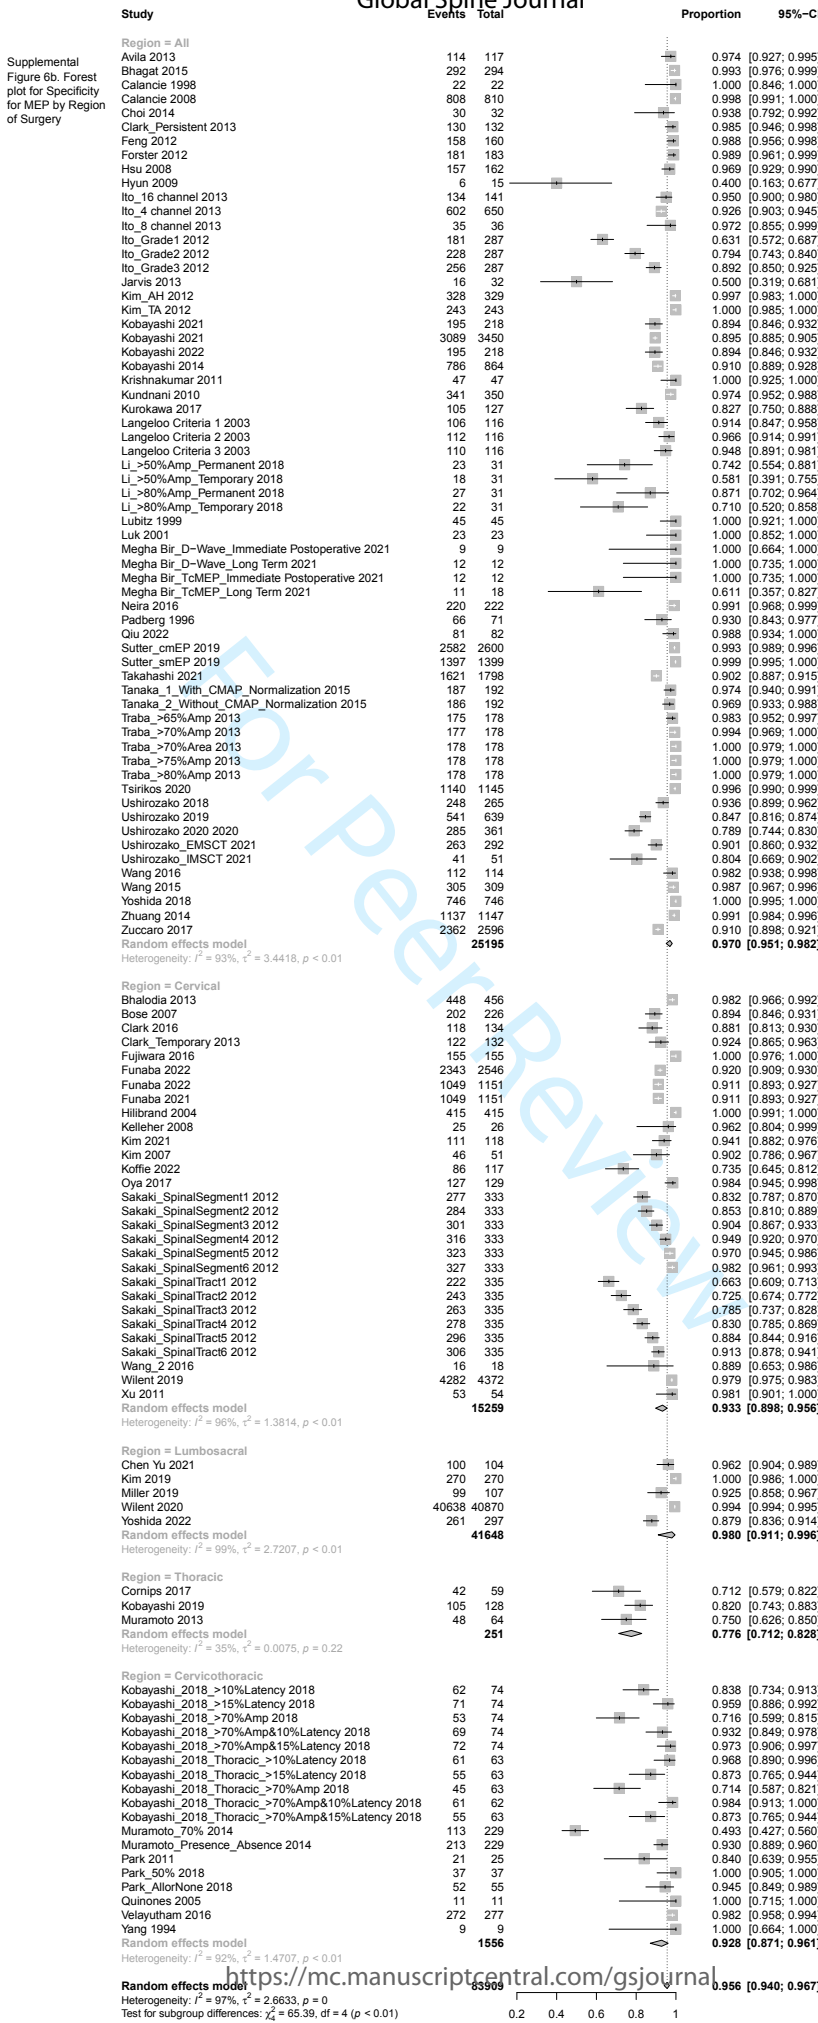 Global Spine Journal
Study Events Total Proportion 95%−C
Supplemental
Figure 6b. Forest
plot for Specificity
for MEP by Region
of Surgery
Region = All
Avila 2013 114 117 0.974 [0.927; 0.995
Bhagat 2015 292 294 0.993 [0.976; 0.999
Calancie 1998 22 22 1.000 [0.846; 1.000
Calancie 2008 808 810 0.998 [0.991; 1.000
Choi 2014 30 32 0.938 [0.792; 0.992
Clark_Persistent 2013 130 132 0.985 [0.946; 0.998
Feng 2012 158 160 0.988 [0.956; 0.998
Forster 2012 181 183 0.989 [0.961; 0.999
Hsu 2008 157 162 0.969 [0.929; 0.990
Hyun 2009 6 15 0.400 [0.163; 0.677
Ito_16 channel 2013 134 141 0.950 [0.900; 0.980
Ito_4 channel 2013 602 650 0.926 [0.903; 0.945
Ito_8 channel 2013 35 36 0.972 [0.855; 0.999
Ito_Grade1 2012 181 287 0.631 [0.572; 0.687
Ito_Grade2 2012 228 287 0.794 [0.743; 0.840
Ito_Grade3 2012 256 287 0.892 [0.850; 0.925
Jarvis 2013 16 32 0.500 [0.319; 0.681
Kim_AH 2012 328 329 0.997 [0.983; 1.000
Kim_TA 2012 243 243 1.000 [0.985; 1.000
Kobayashi 2021 195 218 0.894 [0.846; 0.932
Kobayashi 2021 3089 3450 0.895 [0.885; 0.905
Kobayashi 2022 195 218 0.894 [0.846; 0.932
Kobayashi 2014 786 864 0.910 [0.889; 0.928
Krishnakumar 2011 47 47 1.000 [0.925; 1.000
Kundnani 2010 341 350 0.974 [0.952; 0.988
Kurokawa 2017 105 127 0.827 [0.750; 0.888
Langeloo Criteria 1 2003 106 116 0.914 [0.847; 0.958
Langeloo Criteria 2 2003 112 116 0.966 [0.914; 0.991
Langeloo Criteria 3 2003 110 116 0.948 [0.891; 0.981
Li_>50%Amp_Permanent 2018 23 31 0.742 [0.554; 0.881
Li_>50%Amp_Temporary 2018 18 31 0.581 [0.391; 0.755
Li_>80%Amp_Permanent 2018 27 31 0.871 [0.702; 0.964
Li_>80%Amp_Temporary 2018 22 31 0.710 [0.520; 0.858
Lubitz 1999 45 45 1.000 [0.921; 1.000
Luk 2001 23 23 1.000 [0.852; 1.000
Megha Bir_D−Wave_Immediate Postoperative 2021 9 9 1.000 [0.664; 1.000
Megha Bir_D−Wave_Long Term 2021 12 12 1.000 [0.735; 1.000
Megha Bir_TcMEP_Immediate Postoperative 2021 12 12 1.000 [0.735; 1.000
Megha Bir_TcMEP_Long Term 2021 11 18 0.611 [0.357; 0.827
Neira 2016 220 222 0.991 [0.968; 0.999
Padberg 1996 66 71 0.930 [0.843; 0.977
Qiu 2022 81 82 0.988 [0.934; 1.000
Sutter_cmEP 2019 2582 2600 0.993 [0.989; 0.996
Sutter_smEP 2019 1397 1399 0.999 [0.995; 1.000
Takahashi 2021 1621 1798 0.902 [0.887; 0.915
Tanaka_1_With_CMAP_Normalization 2015 187 192 0.974 [0.940; 0.991
Tanaka_2_Without_CMAP_Normalization 2015 186 192 0.969 [0.933; 0.988
Traba_>65%Amp 2013 175 178 0.983 [0.952; 0.997
Traba_>70%Amp 2013 177 178 0.994 [0.969; 1.000
Traba_>70%Area 2013 178 178 1.000 [0.979; 1.000
Traba_>75%Amp 2013 178 178 1.000 [0.979; 1.000
Traba_>80%Amp 2013 178 178 1.000 [0.979; 1.000
Tsirikos 2020 1140 1145 0.996 [0.990; 0.999
Ushirozako 2018 248 265 0.936 [0.899; 0.962
Ushirozako 2019 541 639 0.847 [0.816; 0.874
Ushirozako 2020 2020 285 361 0.789 [0.744; 0.830
Ushirozako_EMSCT 2021 263 292 0.901 [0.860; 0.932
Ushirozako_IMSCT 2021 41 51 0.804 [0.669; 0.902
Wang 2016 112 114 0.982 [0.938; 0.998
Wang 2015 305 309 0.987 [0.967; 0.996
Yoshida 2018 746 746 1.000 [0.995; 1.000
Zhuang 2014 1137 1147 0.991 [0.984; 0.996
Zuccaro 2017 2362 2596 0.910 [0.898; 0.921
Random effects model 25195 0.970 [0.951; 0.982]
Heterogeneity: I² = 93%, τ² = 3.4418, p < 0.01
Region = Cervical
Bhalodia 2013 448 456 0.982 [0.966; 0.992
Bose 2007 202 226 0.894 [0.846; 0.931
Clark 2016 118 134 0.881 [0.813; 0.930
Clark_Temporary 2013 122 132 0.924 [0.865; 0.963
Fujiwara 2016 155 155 1.000 [0.976; 1.000
Funaba 2022 2343 2546 0.920 [0.909; 0.930
Funaba 2022 1049 1151 0.911 [0.893; 0.927
Funaba 2021 1049 1151 0.911 [0.893; 0.927
Hilibrand 2004 415 415 1.000 [0.991; 1.000
Kelleher 2008 25 26 0.962 [0.804; 0.999
Kim 2021 111 118 0.941 [0.882; 0.976
Kim 2007 46 51 0.902 [0.786; 0.967
Koffie 2022 86 117 0.735 [0.645; 0.812
Oya 2017 127 129 0.984 [0.945; 0.998
Sakaki_SpinalSegment1 2012 277 333 0.832 [0.787; 0.870
Sakaki_SpinalSegment2 2012 284 333 0.853 [0.810; 0.889
Sakaki_SpinalSegment3 2012 301 333 0.904 [0.867; 0.933
Sakaki_SpinalSegment4 2012 316 333 0.949 [0.920; 0.970
Sakaki_SpinalSegment5 2012 323 333 0.970 [0.945; 0.986
Sakaki_SpinalSegment6 2012 327 333 0.982 [0.961; 0.993
Sakaki_SpinalTract1 2012 222 335 0.663 [0.609; 0.713
Sakaki_SpinalTract2 2012 243 335 0.725 [0.674; 0.772
Sakaki_SpinalTract3 2012 263 335 0.785 [0.737; 0.828
Sakaki_SpinalTract4 2012 278 335 0.830 [0.785; 0.869
Sakaki_SpinalTract5 2012 296 335 0.884 [0.844; 0.916
Sakaki_SpinalTract6 2012 306 335 0.913 [0.878; 0.941
Wang_2 2016 16 18 0.889 [0.653; 0.986
Wilent 2019 4282 4372 0.979 [0.975; 0.983
Xu 2011 53 54 0.981 [0.901; 1.000
Random effects model 15259 0.933 [0.898; 0.956]
Heterogeneity: I² = 96%, τ² = 1.3814, p < 0.01
Region = Lumbosacral
Chen Yu 2021 100 104 0.962 [0.904; 0.989
Kim 2019 270 270 1.000 [0.986; 1.000
Miller 2019 99 107 0.925 [0.858; 0.967
Wilent 2020 40638 40870 0.994 [0.994; 0.995
Yoshida 2022 261 297 0.879 [0.836; 0.914
Random effects model 41648 0.980 [0.911; 0.996]
Heterogeneity: I² = 99%, τ² = 2.7207, p < 0.01
Region = Thoracic
Cornips 2017 42 59 0.712 [0.579; 0.822
Kobayashi 2019 105 128 0.820 [0.743; 0.883
Muramoto 2013 48 64 0.750 [0.626; 0.850
Random effects model 251 0.776 [0.712; 0.828]
Heterogeneity: I² = 35%, τ² = 0.0075, p = 0.22
Region = Cervicothoracic
Kobayashi_2018_>10%Latency 2018 62 74 0.838 [0.734; 0.913
Kobayashi_2018_>15%Latency 2018 71 74 0.959 [0.886; 0.992
Kobayashi_2018_>70%Amp 2018 53 74 0.716 [0.599; 0.815
Kobayashi_2018_>70%Amp&10%Latency 2018 69 74 0.932 [0.849; 0.978
Kobayashi_2018_>70%Amp&15%Latency 2018 72 74 0.973 [0.906; 0.997
Kobayashi_2018_Thoracic_>10%Latency 2018 61 63 0.968 [0.890; 0.996
Kobayashi_2018_Thoracic_>15%Latency 2018 55 63 0.873 [0.765; 0.944
Kobayashi_2018_Thoracic_>70%Amp 2018 45 63 0.714 [0.587; 0.821
Kobayashi_2018_Thoracic_>70%Amp&10%Latency 2018 61 62 0.984 [0.913; 1.000
Kobayashi_2018_Thoracic_>70%Amp&15%Latency 2018 55 63 0.873 [0.765; 0.944
Muramoto_70% 2014 113 229 0.493 [0.427; 0.560
Muramoto_Presence_Absence 2014 213 229 0.930 [0.889; 0.960
Park 2011 21 25 0.840 [0.639; 0.955
Park_50% 2018 37 37 1.000 [0.905; 1.000
Park_AllorNone 2018 52 55 0.945 [0.849; 0.989
Quinones 2005 11 11 1.000 [0.715; 1.000
Velayutham 2016 272 277 0.982 [0.958; 0.994
Yang 1994 9 9 1.000 [0.664; 1.000
Random effects model 1556 0.928 [0.871; 0.961]
Heterogeneity: I² = 92%, τ² = 1.4707, p < 0.01
https://mc.manuscriptcentral.com/gsjournal
Random effects model 83909 0.956 [0.940; 0.967]
Heterogeneity: I² = 97%, τ² = 2.6633, p = 0
Test for subgroup differences: χ²₄ = 65.39, df = 4 (p < 0.01)
0.2 0.4 0.6 0.8 1
For Peer Review